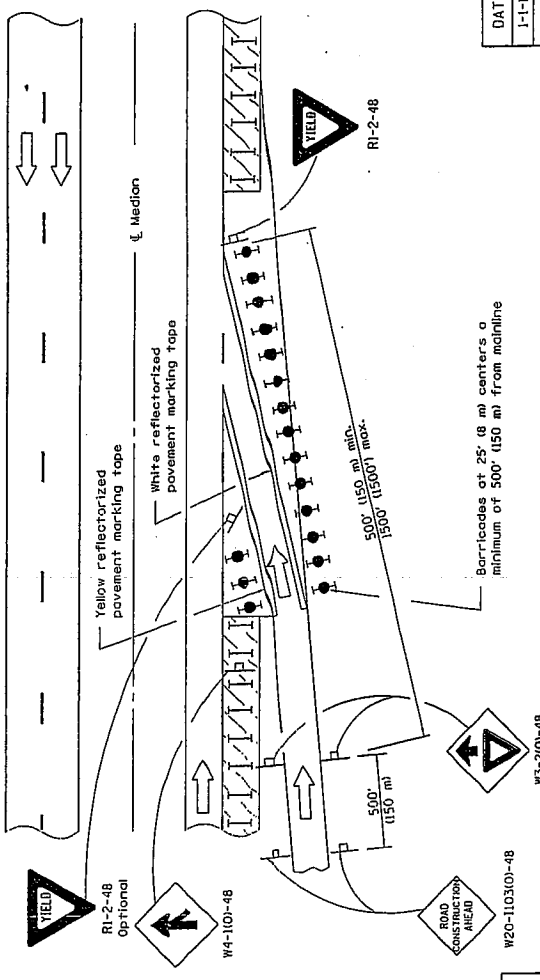 YIELD
R1-2-48
Optional
W4-1(O)-48
Yellow reflectorized
pavement marking tape
White reflectorized
pavement marking tape
℄ Median
YIELD
R1-2-48
500' (150 m) min.
1500' (1500') max.
Barricades at 25' (8 m) centers a
minimum of 500' (150 m) from mainline
500'
(150 m)
ROAD
CONSTRUCTION
AHEAD
W20-1103(O)-48
W3-2(O)-48
DAT
1-1-